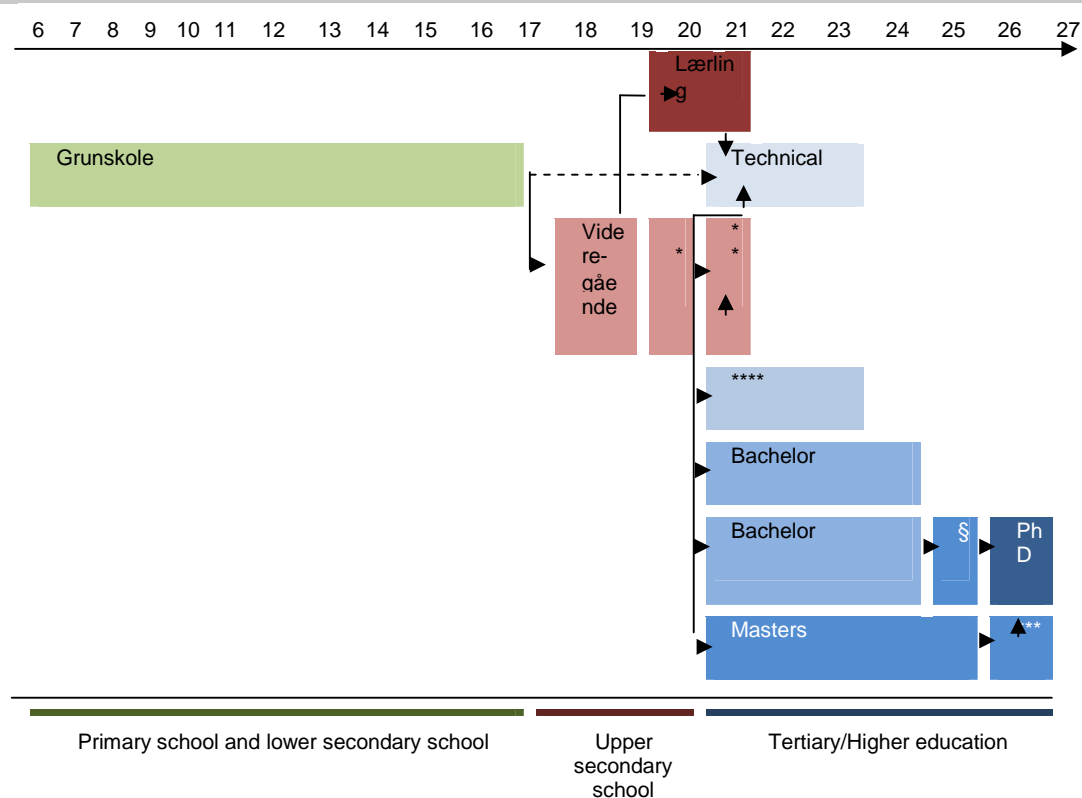 6 7 8 9 10 11 12 13 14 15 16 17 18 19 20 21 22 23 24 25 26 27
Lærlin
g
Grunskole
Technical
Vide
re-
gåe
nde
*
*
*
****
Bachelor
Bachelor
§
Ph
D
Masters
***
Primary school and lower secondary school
Upper
secondary
school
Tertiary/Higher education